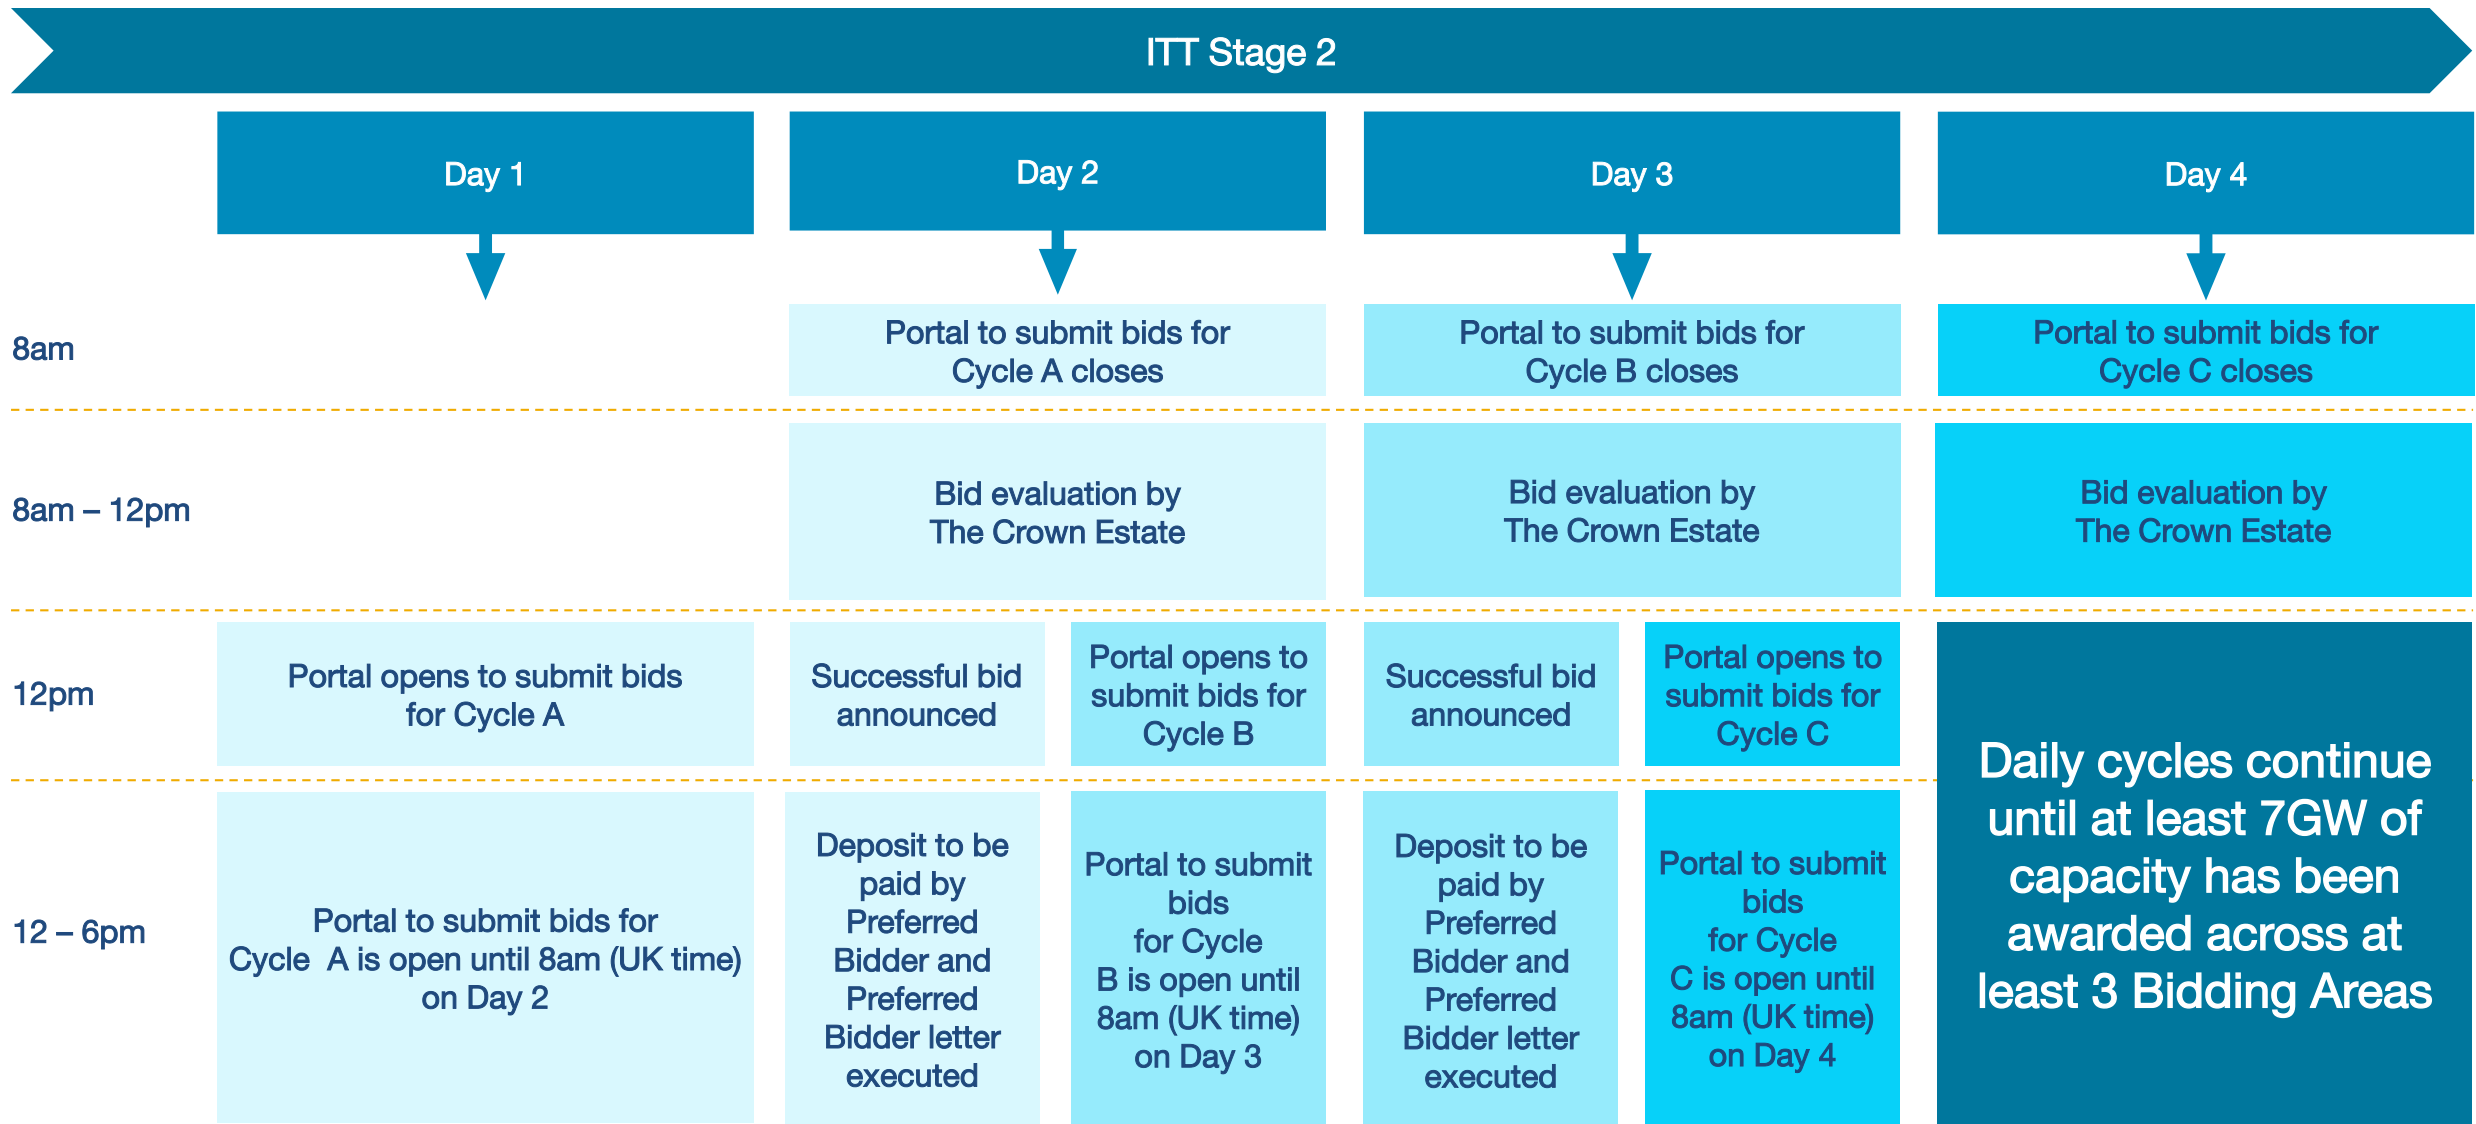 ITT Stage 2
Day 1
Day 2
Day 3
Day 4
8am
Portal to submit bids for
Cycle A closes
Portal to submit bids for
Cycle B closes
Portal to submit bids for
Cycle C closes
8am – 12pm
Bid evaluation by
The Crown Estate
Bid evaluation by
The Crown Estate
Bid evaluation by
The Crown Estate
12pm
Portal opens to submit bids
for Cycle A
Successful bid
announced
Portal opens to
submit bids for
Cycle B
Successful bid
announced
Portal opens to
submit bids for
Cycle C
Daily cycles continue
until at least 7GW of
capacity has been
awarded across at
least 3 Bidding Areas
12 – 6pm
Portal to submit bids for
Cycle A is open until 8am (UK time)
on Day 2
Deposit to be
paid by
Preferred
Bidder and
Preferred
Bidder letter
executed
Portal to submit
bids
for Cycle
B is open until
8am (UK time)
on Day 3
Deposit to be
paid by
Preferred
Bidder and
Preferred
Bidder letter
executed
Portal to submit
bids
for Cycle
C is open until
8am (UK time)
on Day 4